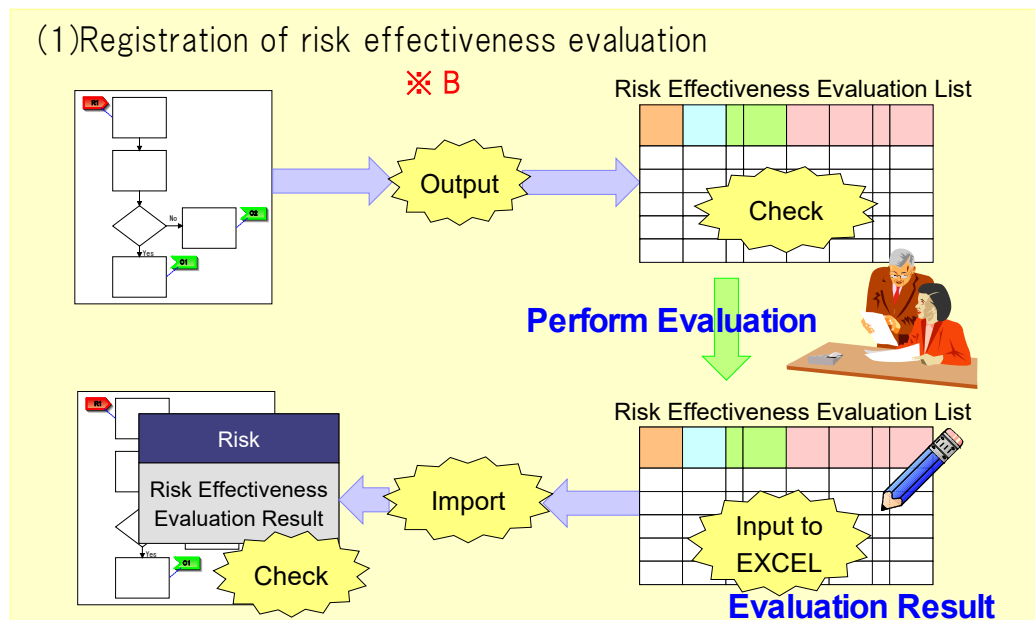 (1)Registration of risk effectiveness evaluation
※ B
Risk Effectiveness Evaluation List
R1
No
O2
Yes
O1
Output
Check
Perform Evaluation
Risk Effectiveness Evaluation List
R1
Risk
Risk Effectiveness
Evaluation Result
Yes
O1
Check
Import
Input to
EXCEL
Evaluation Result